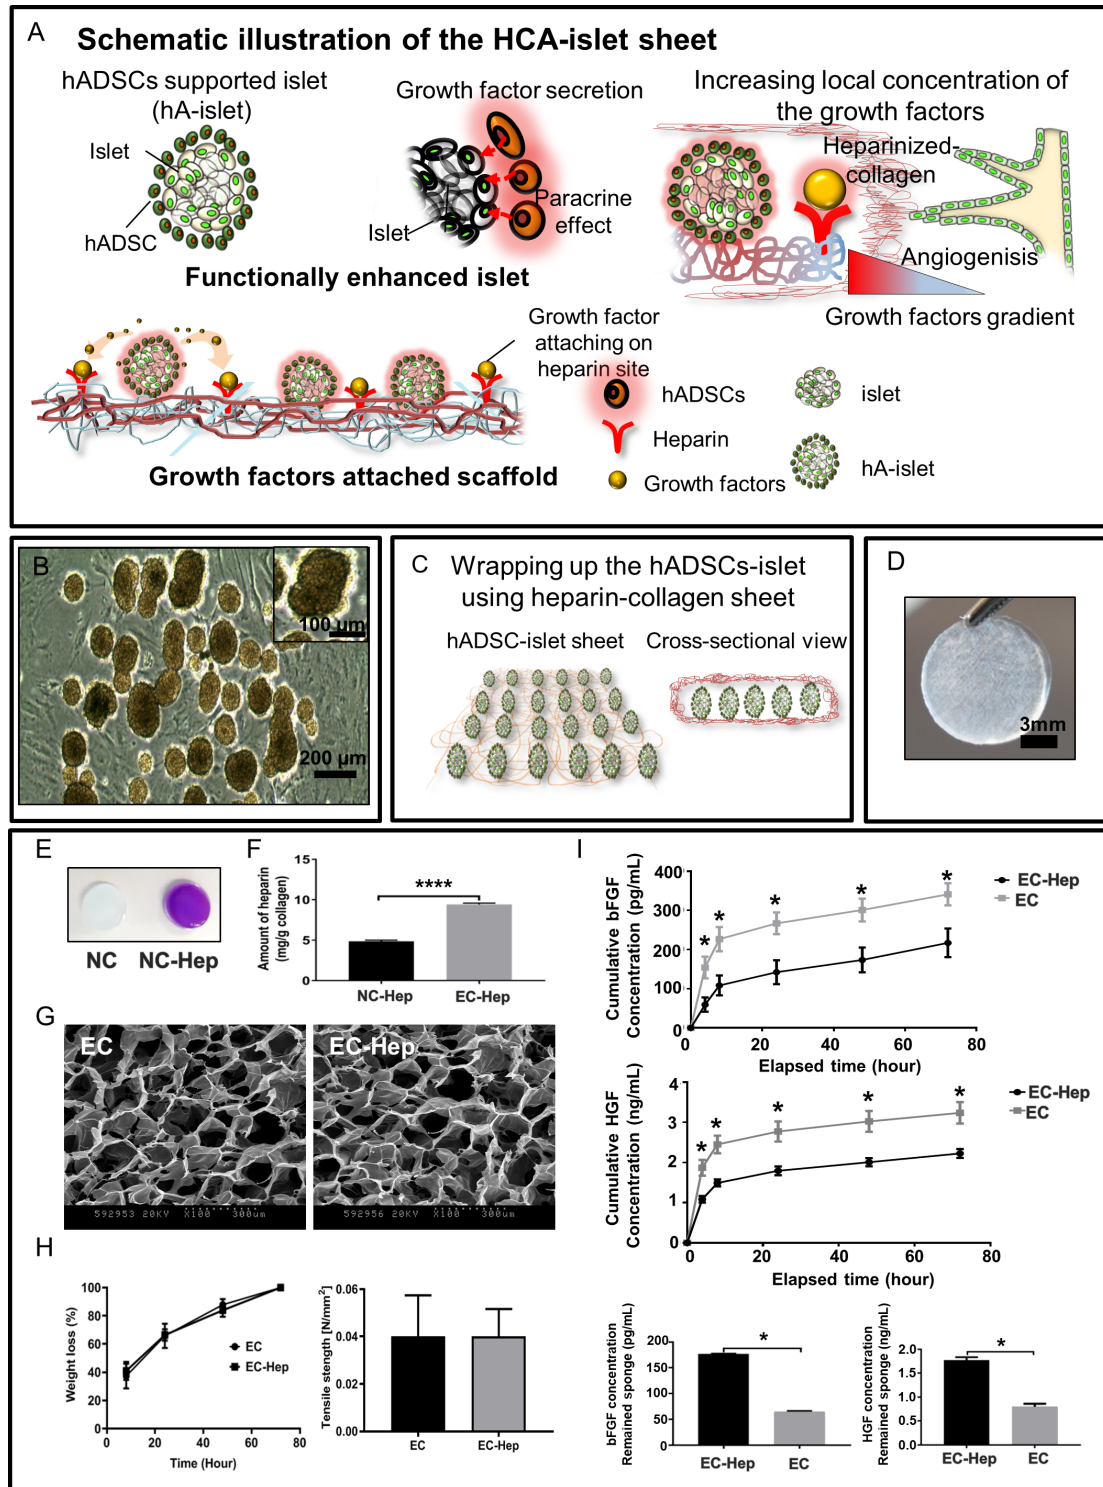 A
Schematic illustration of the HCA-islet sheet
hADSCs supported islet
(hA-islet)
Islet
hADSC
Growth factor secretion
Islet
Paracrine
effect
Functionally enhanced islet
Increasing local concentration of
the growth factors
Heparinized-
collagen
Angiogenisis
Growth factors gradient
Growth factor
attaching on
heparin site
Growth factors attached scaffold
hADSCs
Heparin
Growth factors
islet
hA-islet
B
100 µm
200 µm
C
Wrapping up the hADSCs-islet
using heparin-collagen sheet
hADSC-islet sheet
Cross-sectional view
D
3mm
E
NC
NC-Hep
F
Amount of heparin
(mg/g collagen)
15
10
5
0
****
NC-Hep
EC-Hep
G
EC
592953 20KV X100 300um
EC-Hep
592956 20KV X100 300um
H
Weight loss (%)
100
80
60
40
20
0
0
20
40
60
80
Time (Hour)
EC
EC-Hep
Tensile stength [N/mm²]
0.06
0.04
0.02
0.00
EC
EC-Hep
I
Cumulative bFGF
Concentration (pg/mL)
400
300
200
100
0
* * * * *
0
20
40
60
80
Elapsed time (hour)
EC-Hep
EC
Cumulative HGF
Concentration (ng/mL)
4
3
2
1
0
* * * * *
0
20
40
60
80
Elapsed time (hour)
EC-Hep
EC
bFGF concentration
Remained sponge (pg/mL)
200
150
100
50
0
*
EC-Hep
EC
HGF concentration
Remained sponge (ng/mL)
2.0
1.5
1.0
0.5
0.0
*
EC-Hep
EC